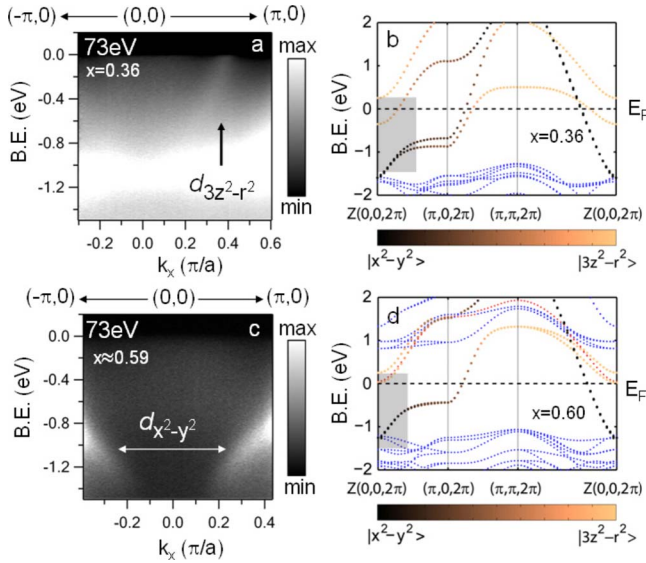 (-π,0) (0,0) (π,0)
73eV a
x=0.36
max
min
B.E. (eV)
0.0
-0.4
-0.8
-1.2
d3z²-r²
-0.2 0.0 0.2 0.4 0.6
kx (π/a)
b
B.E. (eV)
2
1
0
-1
-2
EF
x=0.36
Z(0,0,2π) (π,0,2π) (π,π,2π) Z(0,0,2π)
|x²-y²> |3z²-r²>
(-π,0) (0,0) (π,0)
73eV c
x≈0.59
max
min
B.E. (eV)
0.0
-0.4
-0.8
-1.2
dx²-y²
-0.2 0.0 0.2 0.4
kx (π/a)
d
B.E. (eV)
2
1
0
-1
-2
EF
x=0.60
Z(0,0,2π) (π,0,2π) (π,π,2π) Z(0,0,2π)
|x²-y²> |3z²-r²>